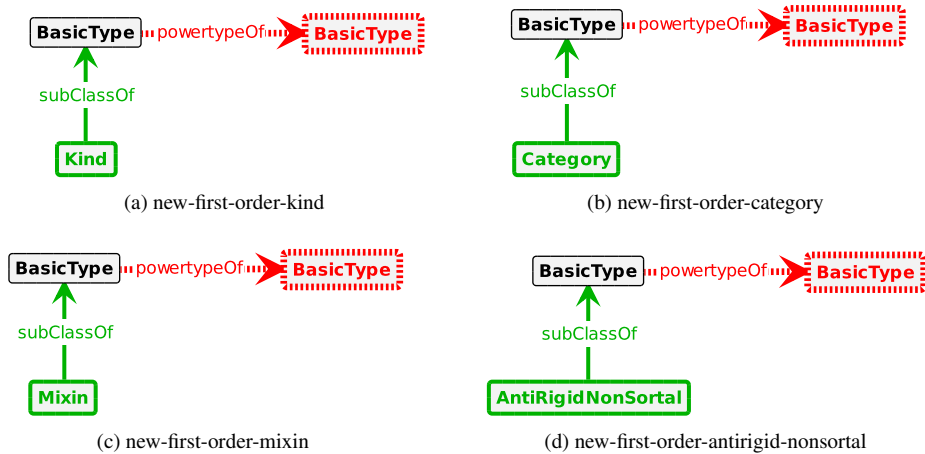 BasicType powertypeOf BasicType
subClassOf
Kind
(a) new-first-order-kind
BasicType powertypeOf BasicType
subClassOf
Category
(b) new-first-order-category
BasicType powertypeOf BasicType
subClassOf
Mixin
(c) new-first-order-mixin
BasicType powertypeOf BasicType
subClassOf
AntiRigidNonSortal
(d) new-first-order-antirigid-nonsortal